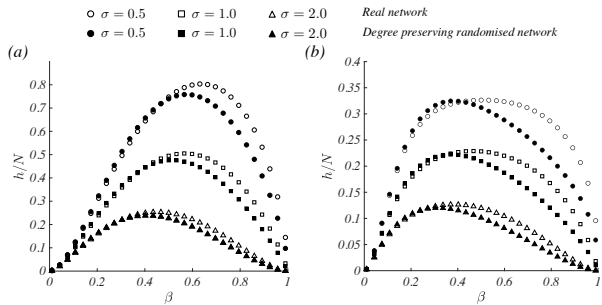 σ = 0.5 σ = 1.0 σ = 2.0 Real network
σ = 0.5 σ = 1.0 σ = 2.0 Degree preserving randomised network
(a)
0.8
0.7
0.6
0.5
0.4
0.3
0.2
0.1
0
h/N
0 0.2 0.4 0.6 0.8 1
β
(b)
0.4
0.35
0.3
0.25
0.2
0.15
0.1
0.05
0
h/N
0 0.2 0.4 0.6 0.8 1
β